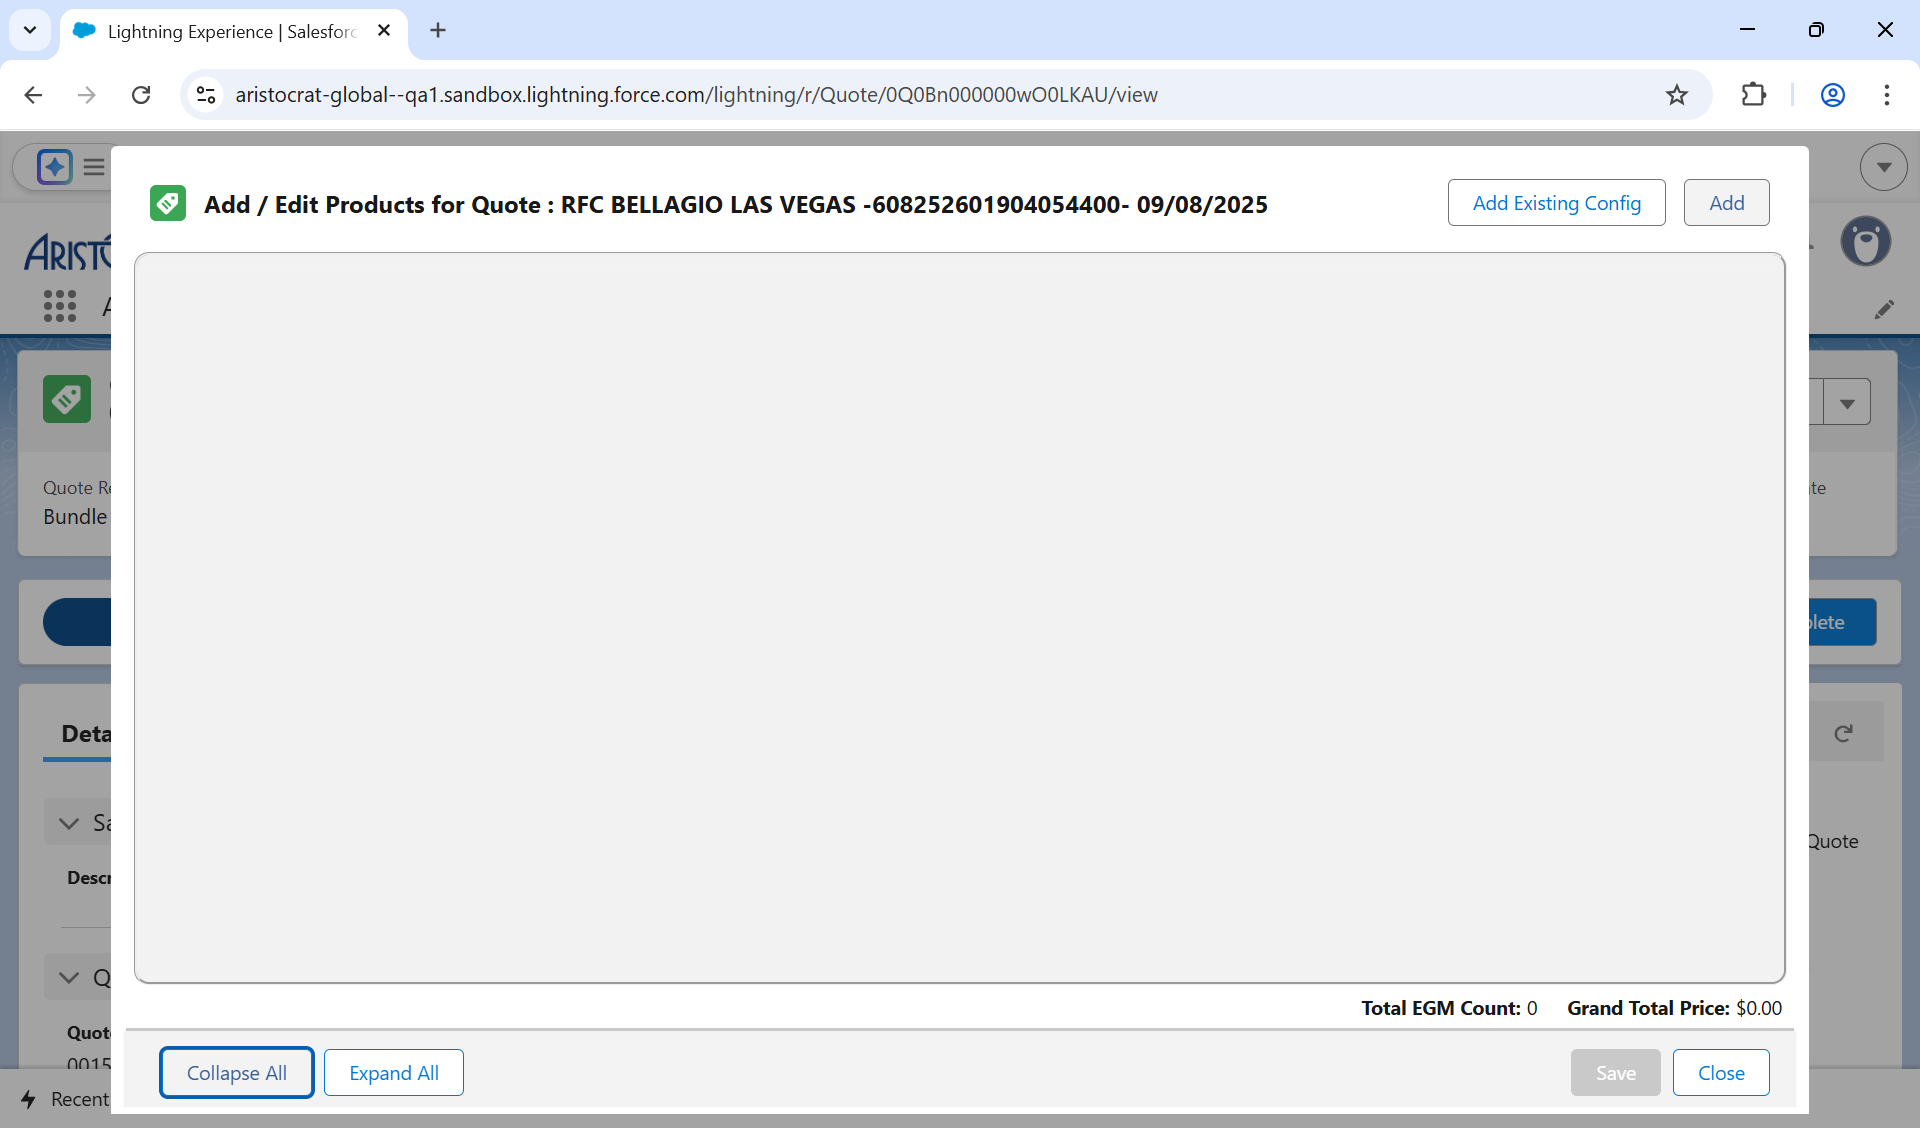 Lightning Experience | Salesforc
aristocrat-global--qa1.sandbox.lightning.force.com/lightning/r/Quote/0Q0Bn000000wO0LKAU/view
Add / Edit Products for Quote : RFC BELLAGIO LAS VEGAS -608252601904054400- 09/08/2025
Add Existing Config
Add
ARISTO
Quote Re
Bundle
te
plete
Deta
Sa
Descr
Quote
Q
Quot
0015
Total EGM Count: 0
Grand Total Price: $0.00
Collapse All
Expand All
Save
Close
Recent